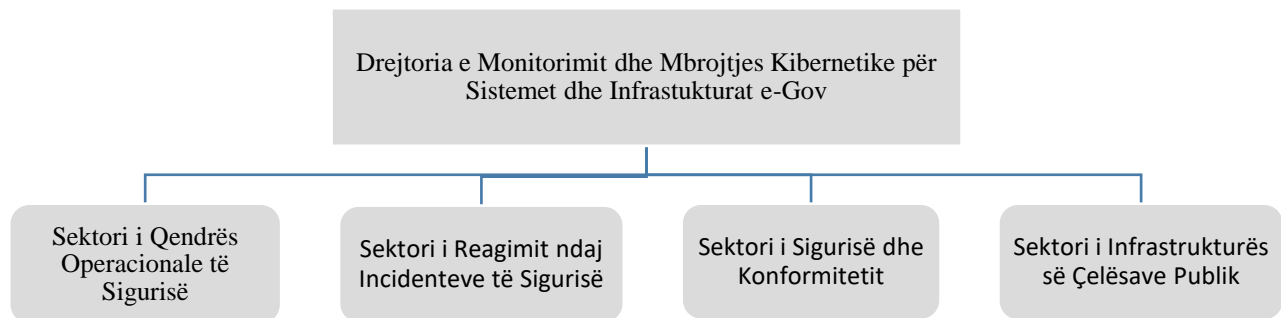 Drejtoria e Monitorimit dhe Mbrojtjes Kibernetike për
Sistemet dhe Infrastukturat e-Gov
Sektori i Qendrës
Operacionale të
Sigurisë
Sektori i Reagimit ndaj
Incidenteve të Sigurisë
Sektori i Sigurisë dhe
Konformitetit
Sektori i Infrastrukturës
së Çelësave Publik